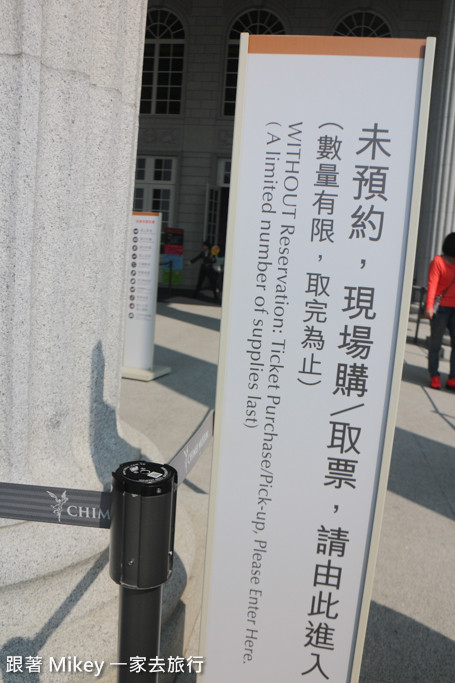 未預約，現場購/取票，請由此進入
（數量有限，取完為止）
WITHOUT Reservation: Ticket Purchase/Pick-up, Please Enter Here.
( A limited number of supplies last)
CHIM
跟著 Mikey 一家去旅行